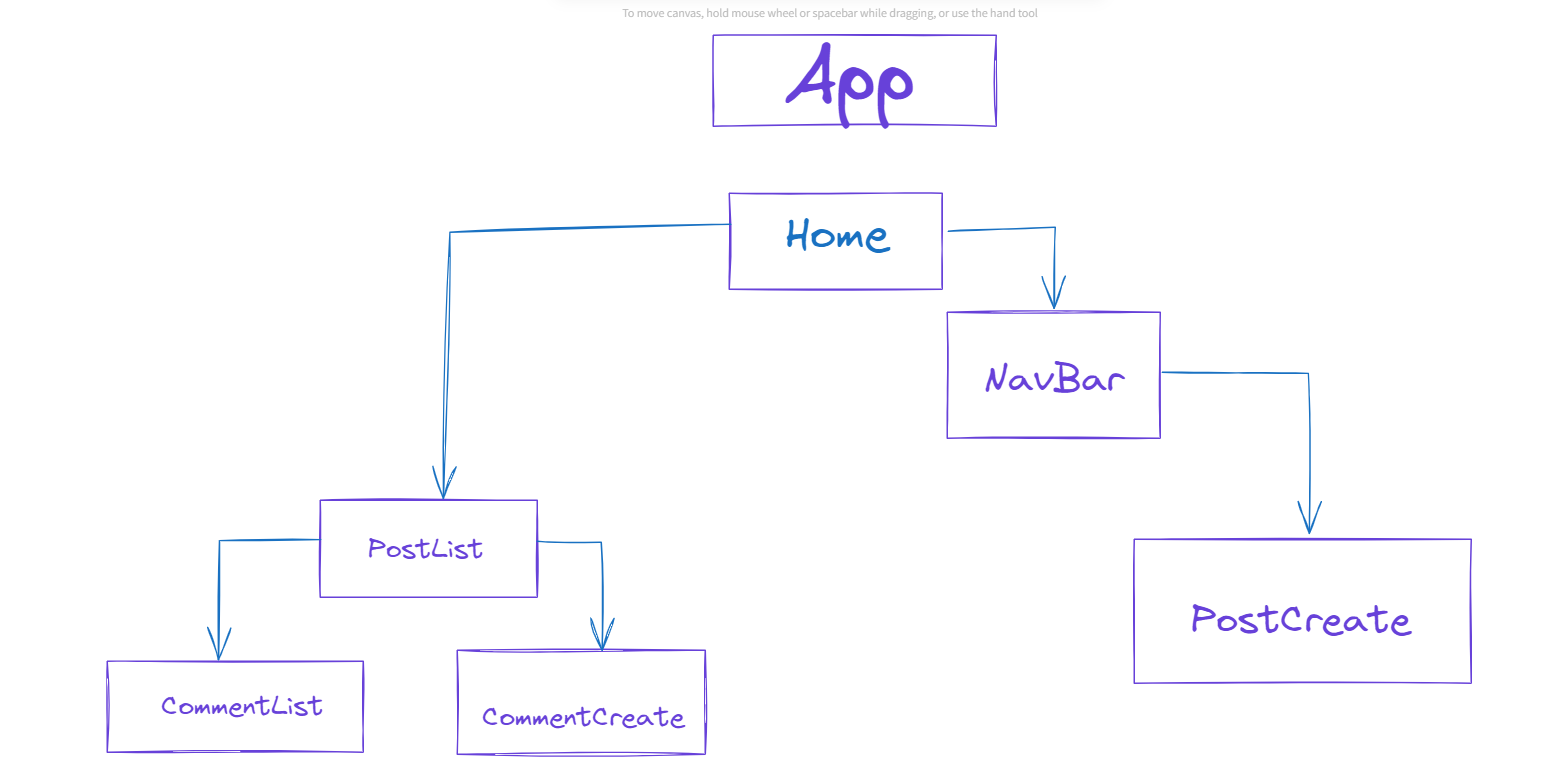 To move canvas, hold mouse wheel or spacebar while dragging, or use the hand tool
App
Home
NavBar
PostList
PostCreate
CommentList
CommentCreate